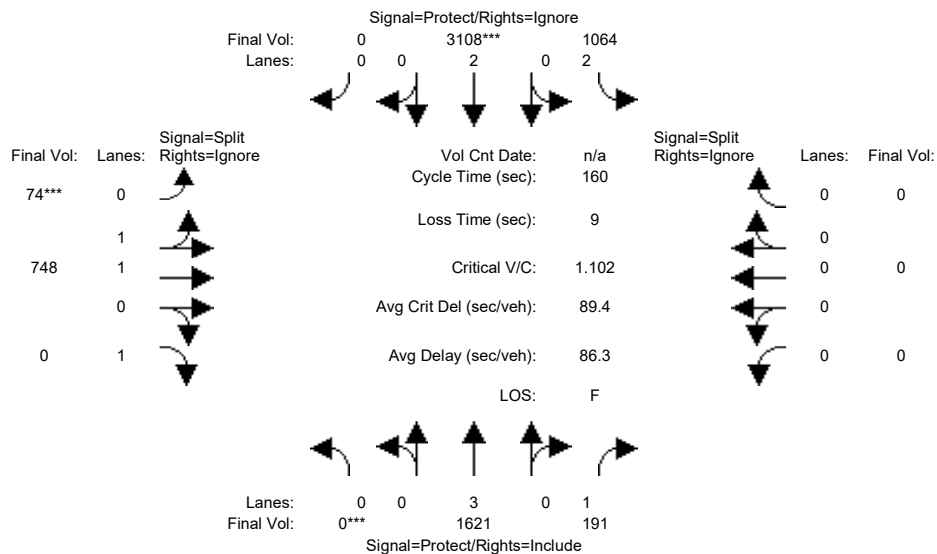 Signal=Protect/Rights=Ignore
Final Vol: 0 3108*** 1064
Lanes: 0 0 2 0 2
Signal=Split Signal=Split
Final Vol: Lanes: Rights=Ignore Vol Cnt Date: n/a Rights=Ignore Lanes: Final Vol:
Cycle Time (sec): 160
74*** 0 0 0
Loss Time (sec): 9
1 0
748 1 Critical V/C: 1.102 0 0
0 Avg Crit Del (sec/veh): 89.4 0
0 1 Avg Delay (sec/veh): 86.3 0 0
LOS: F
Lanes: 0 0 3 0 1
Final Vol: 0*** 1621 191
Signal=Protect/Rights=Include